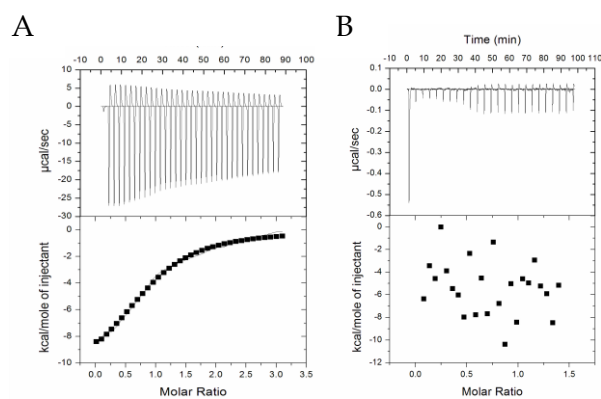 A
B
Time (min)
-10 0 10 20 30 40 50 60 70 80 90 100
-10 0 10 20 30 40 50 60 70 80 90 100 110
10
5
0
-5
-10
-15
-20
-25
-30
µcal/sec
0.1
0.0
-0.1
-0.2
-0.3
-0.4
-0.5
-0.6
µcal/sec
0
-2
-4
-6
-8
-10
kcal/mole of injectant
0.0 0.5 1.0 1.5 2.0 2.5 3.0 3.5
Molar Ratio
0
-2
-4
-6
-8
-10
-12
kcal/mole of injectant
0.0 0.5 1.0 1.5
Molar Ratio